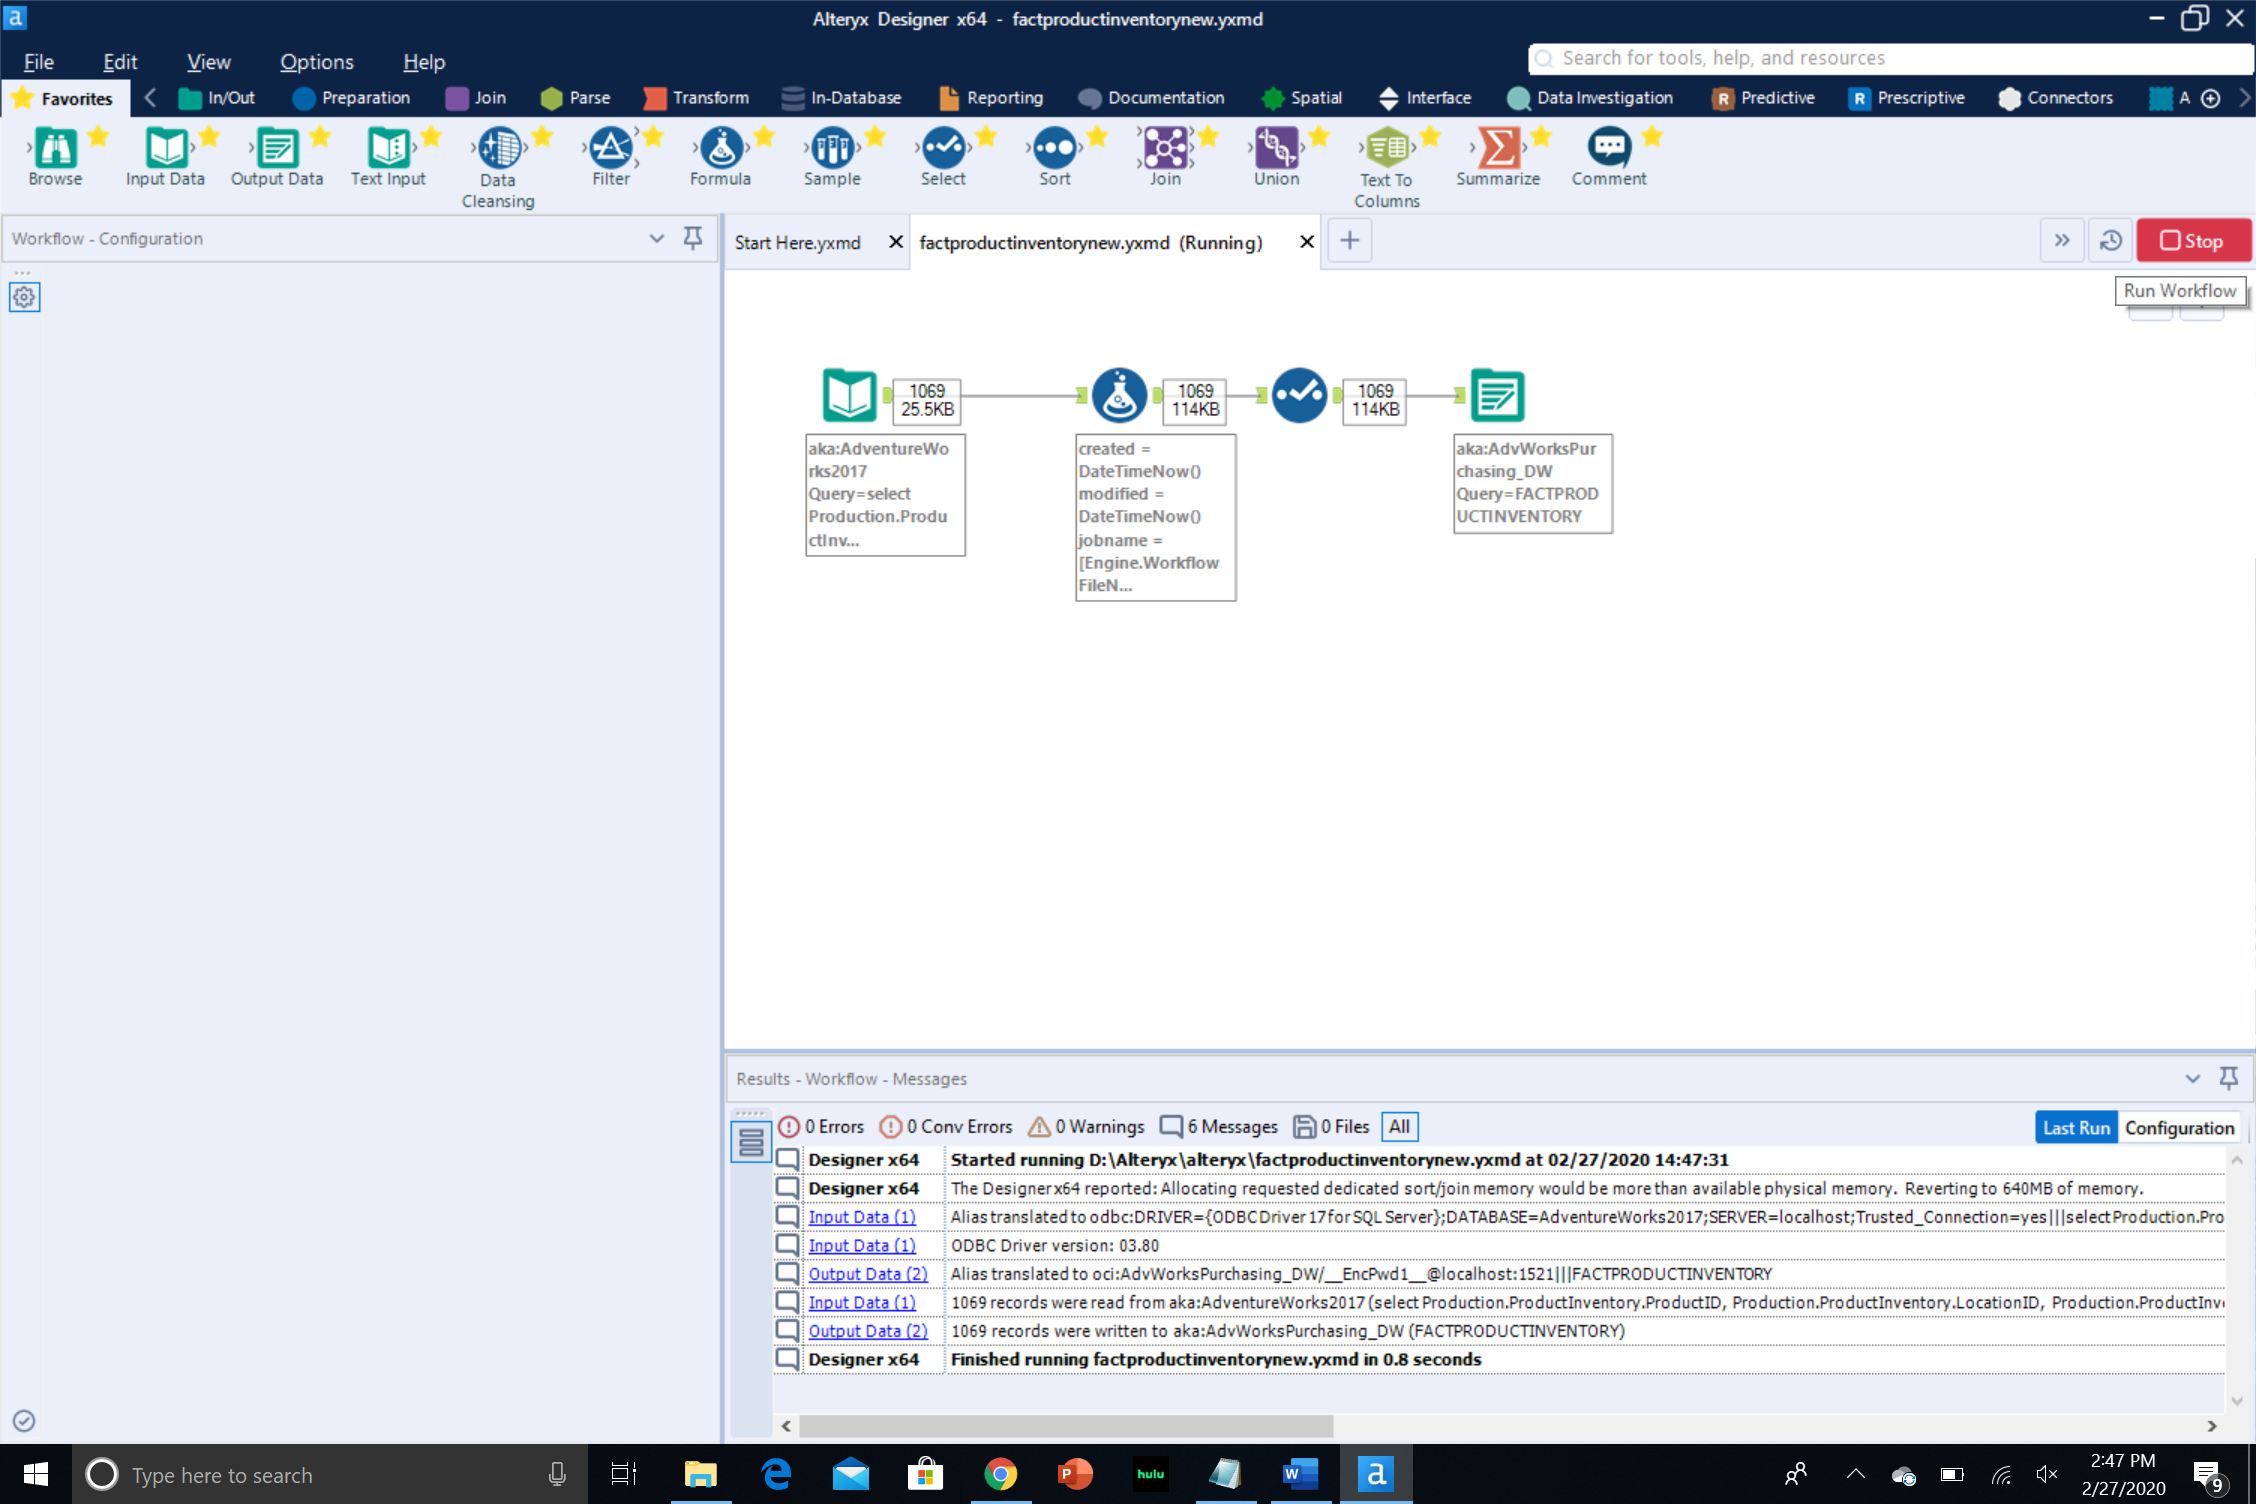 Alteryx Designer x64 - factproductinventorynew.yxmd
File Edit View Options Help
Search for tools, help, and resources
Favorites In/Out Preparation Join Parse Transform In-Database Reporting Documentation Spatial Interface Data Investigation Predictive Prescriptive Connectors A
Browse Input Data Output Data Text Input Data Cleansing Filter Formula Sample Select Sort Join Union Text To Columns Summarize Comment
Workflow - Configuration
Start Here.yxmd
factproductinventorynew.yxmd (Running)
Stop
Run Workflow
1069
25.5KB
1069
114KB
1069
114KB
aka:AdventureWo
rks2017
Query=select
Production.Produ
ctInv...
created =
DateTimeNow()
modified =
DateTimeNow()
jobname =
[Engine.Workflow
FileN...
aka:AdvWorksPur
chasing_DW
Query=FACTPROD
UCTINVENTORY
Results - Workflow - Messages
0 Errors 0 Conv Errors 0 Warnings 6 Messages 0 Files All
Last Run Configuration
Designer x64 Started running D:\Alteryx\alteryx\factproductinventorynew.yxmd at 02/27/2020 14:47:31
Designer x64 The Designer x64 reported: Allocating requested dedicated sort/join memory would be more than available physical memory. Reverting to 640MB of memory.
Input Data (1) Alias translated to odbc:DRIVER={ODBC Driver 17 for SQL Server};DATABASE=AdventureWorks2017;SERVER=localhost;Trusted_Connection=yes|||select Production.Pro
Input Data (1) ODBC Driver version: 03.80
Output Data (2) Alias translated to oci:AdvWorksPurchasing_DW/__EncPwd1__@localhost:1521|||FACTPRODUCTINVENTORY
Input Data (1) 1069 records were read from aka:AdventureWorks2017 (select Production.ProductInventory.ProductID, Production.ProductInventory.LocationID, Production.ProductInv
Output Data (2) 1069 records were written to aka:AdvWorksPurchasing_DW (FACTPRODUCTINVENTORY)
Designer x64 Finished running factproductinventorynew.yxmd in 0.8 seconds
Type here to search
hulu
2:47 PM
2/27/2020
9